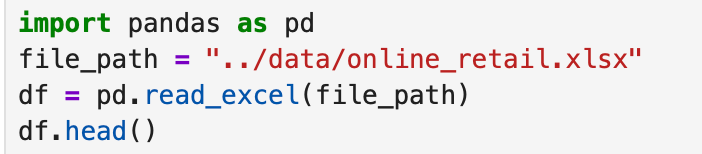 import pandas as pd
file_path = "../data/online_retail.xlsx"
df = pd.read_excel(file_path)
df.head()